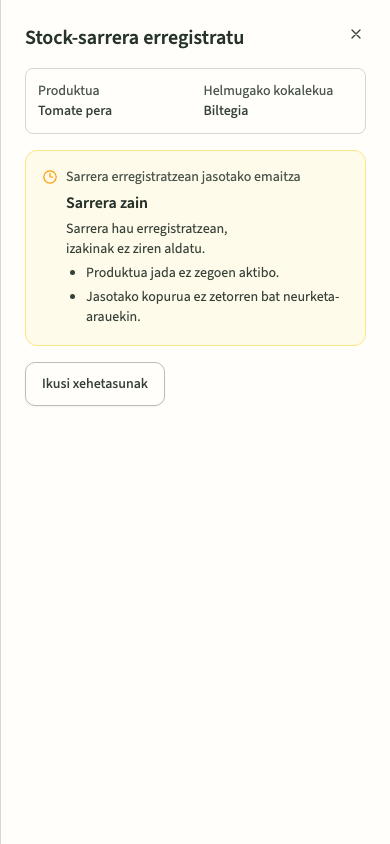 Stock-sarrera erregistratu
Produktua
Tomate pera
Helmugako kokalekua
Biltegia
Sarrera erregistratzean jasotako emaitza
Sarrera zain
Sarrera hau erregistratzean,
izakinak ez ziren aldatu.
Produktua jada ez zegoen aktibo.
Jasotako kopurua ez zetorren bat neurketa-
arauekin.
Ikusi xehetasunak